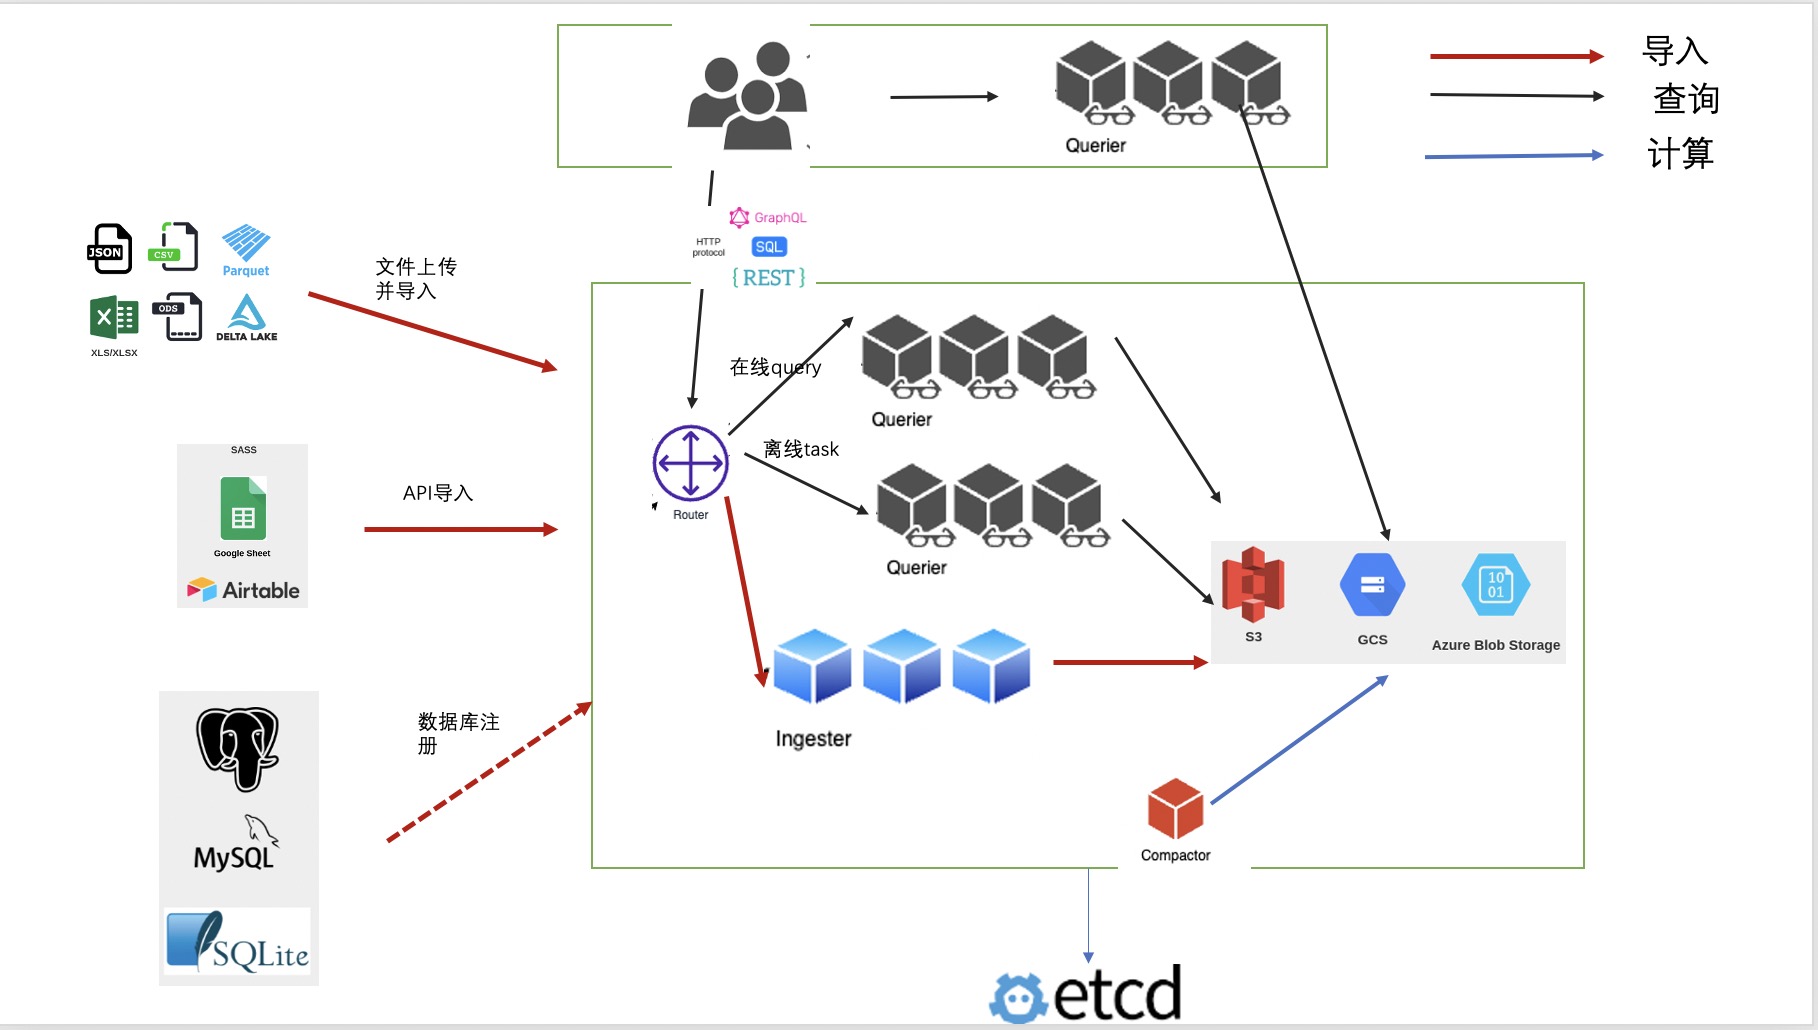 Querier
导入
查询
计算
GraphQL
HTTP
protocol
SQL
{ REST }
JSON
CSV
Parquet
X
ODS
DELTA LAKE
XLS/XLSX
文件上传
并导入
在线query
Querier
离线task
Router
Querier
SASS
Google Sheet
Airtable
API导入
10
01
S3
GCS
Azure Blob Storage
Ingester
数据库注
册
MySQL
SQLite
Compactor
etcd